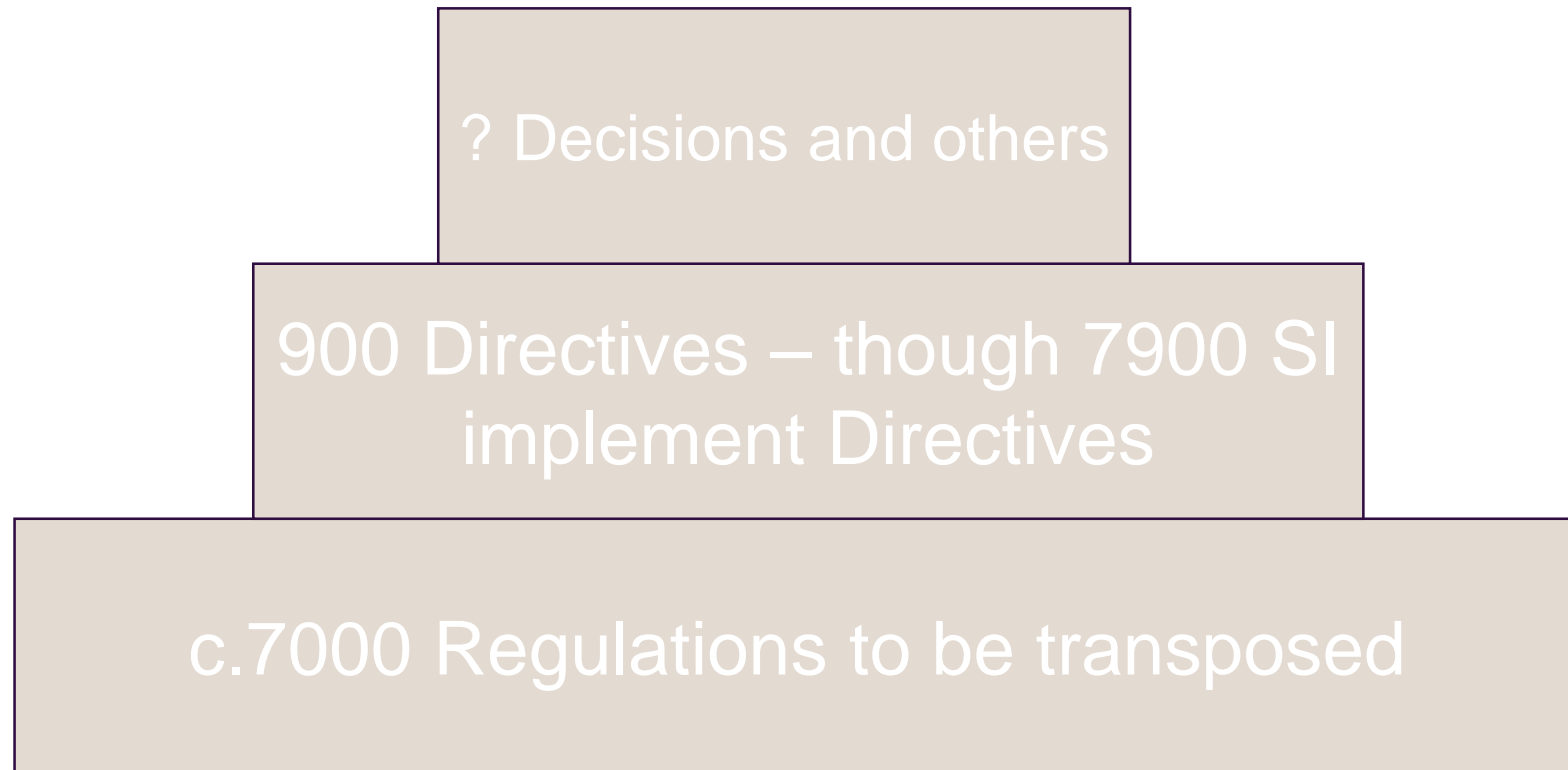 ? Decisions and others
900 Directives – though 7900 SI
implement Directives
c.7000 Regulations to be transposed